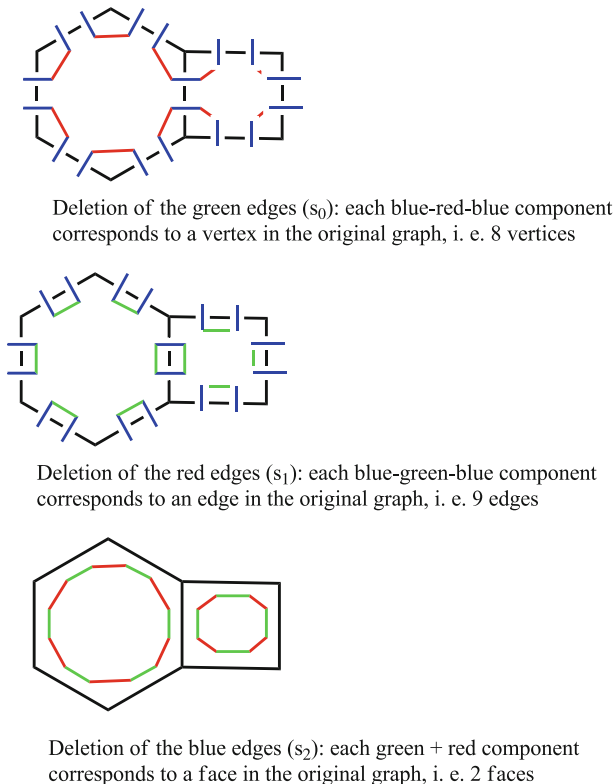 Deletion of the green edges (s₀): each blue-red-blue component
corresponds to a vertex in the original graph, i. e. 8 vertices
Deletion of the red edges (s₁): each blue-green-blue component
corresponds to an edge in the original graph, i. e. 9 edges
Deletion of the blue edges (s₂): each green + red component
corresponds to a face in the original graph, i. e. 2 faces